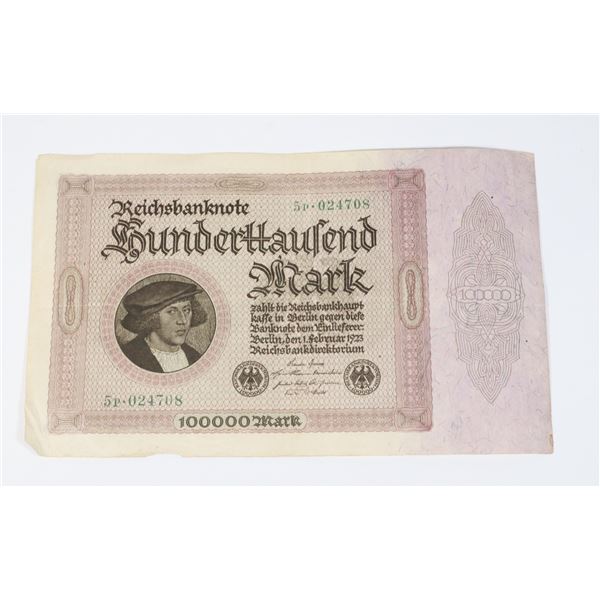 Reichsbanknote
5P·024708
Hunderttausend
Mark
zahlt die Reichsbankhaupt
kasse in Berlin gegen diese
Banknote dem Einlieferer.
Berlin, den 1. Februar 1923
Reichsbankdirektorium
5P·024708
100000 Mark
100000